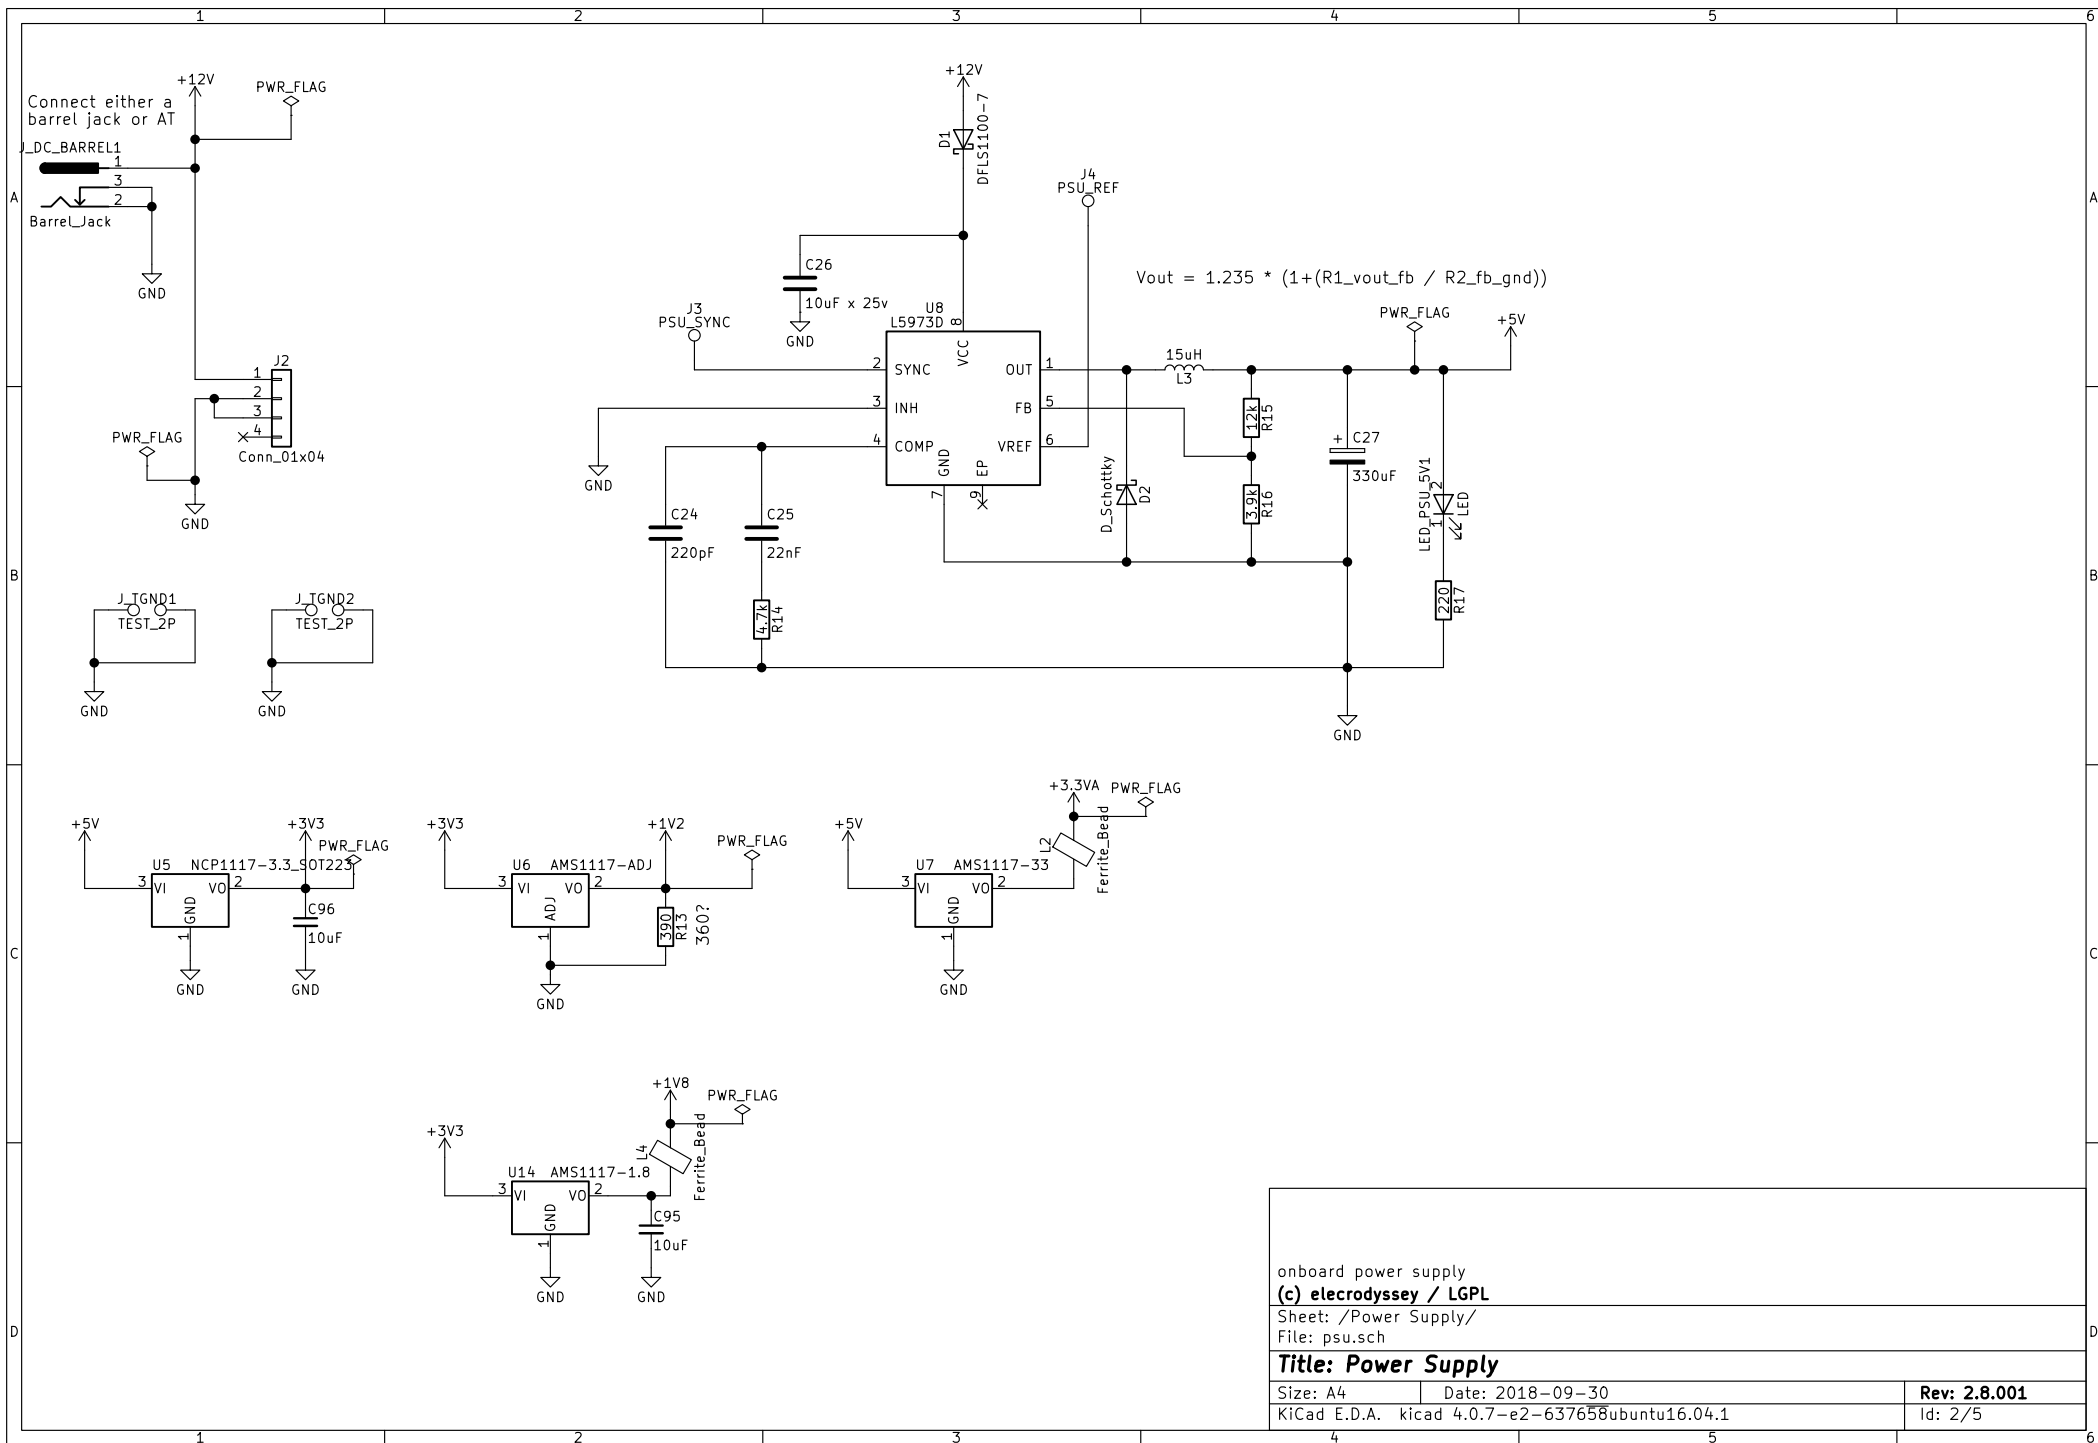 1 2 3 4 5 6
A
B
C
D
Connect either a
barrel jack or AT
+12V
PWR_FLAG
J_DC_BARREL1
1
3
2
Barrel_Jack
GND
J2
1
2
3
4
Conn_01x04
PWR_FLAG
GND
J_TGND1
TEST_2P
GND
J_TGND2
TEST_2P
GND
+12V
D1
DFLS1100-7
J4
PSU_REF
C26
10uF x 25v
GND
J3
PSU_SYNC
U8
L5973D
8
VCC
2 SYNC
3 INH
4 COMP
OUT 1
FB 5
VREF 6
GND
7
EP
9
GND
C24
220pF
C25
22nF
4.7k
R14
Vout = 1.235 * (1+(R1_vout_fb / R2_fb_gnd))
PWR_FLAG
+5V
15uH
L3
D_Schottky
D2
12k
R15
3.9k
R16
+ C27
330uF
LED_PSU_5V1
2
1
LED
220
R17
GND
+5V
U5 NCP1117-3.3_SOT223
3 VI
VO 2
GND
1
GND
+3V3
PWR_FLAG
C96
10uF
GND
+3V3
U6 AMS1117-ADJ
3 VI
VO 2
ADJ
1
GND
+1V2
PWR_FLAG
390
R13
360?
+5V
U7 AMS1117-33
3 VI
VO 2
GND
1
GND
+3.3VA
PWR_FLAG
L2
Ferrite_Bead
+3V3
U14 AMS1117-1.8
3 VI
VO 2
GND
1
GND
+1V8
PWR_FLAG
L4
Ferrite_Bead
C95
10uF
GND
onboard power supply
(c) elecrodyssey / LGPL
Sheet: /Power Supply/
File: psu.sch
Title: Power Supply
Size: A4 Date: 2018-09-30 Rev: 2.8.001
KiCad E.D.A. kicad 4.0.7-e2-637658ubuntu16.04.1 Id: 2/5
A
B
C
D
1 2 3 4 5 6